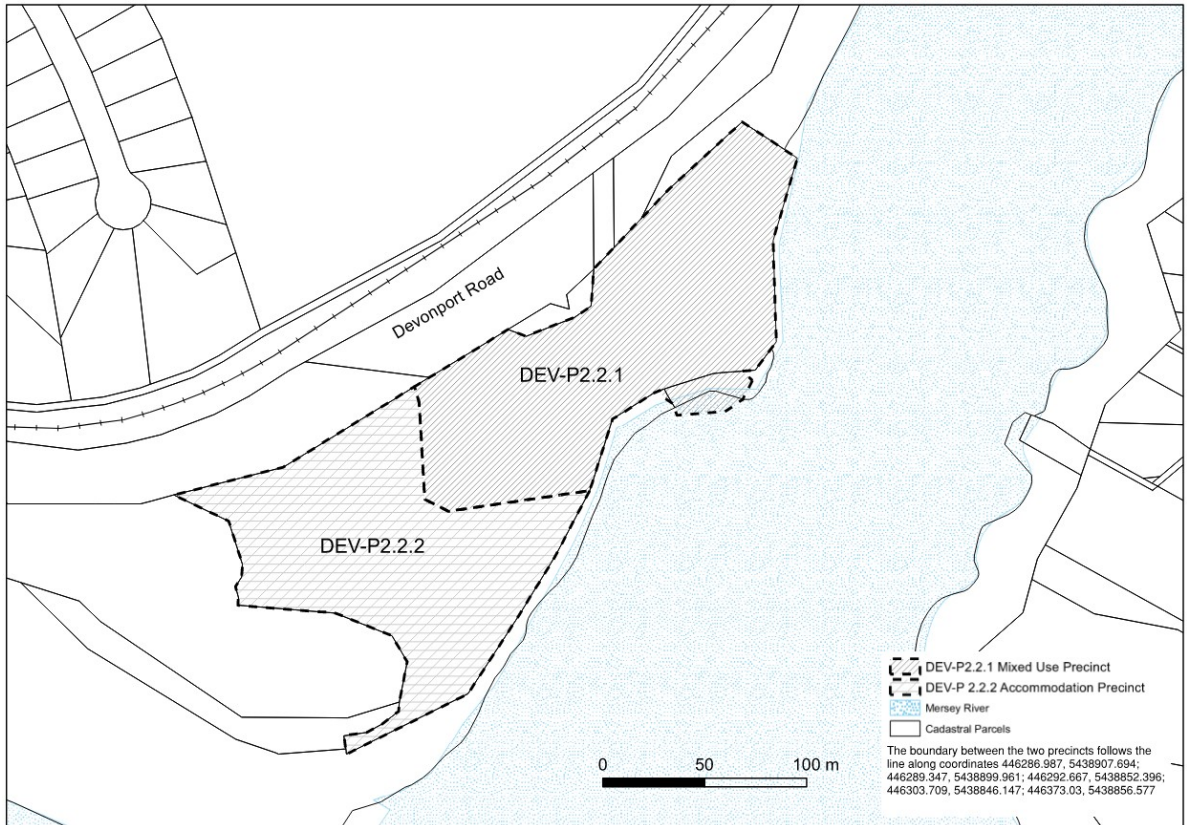 Devonport Road
DEV-P2.2.1
DEV-P2.2.2
0 50 100 m
DEV-P2.2.1 Mixed Use Precinct
DEV-P 2.2.2 Accommodation Precinct
Mersey River
Cadastral Parcels
The boundary between the two precincts follows the
line along coordinates 446286.987, 5438907.694;
446289.347, 5438899.961; 446292.667, 5438852.396;
446303.709, 5438846.147; 446373.03, 5438856.577